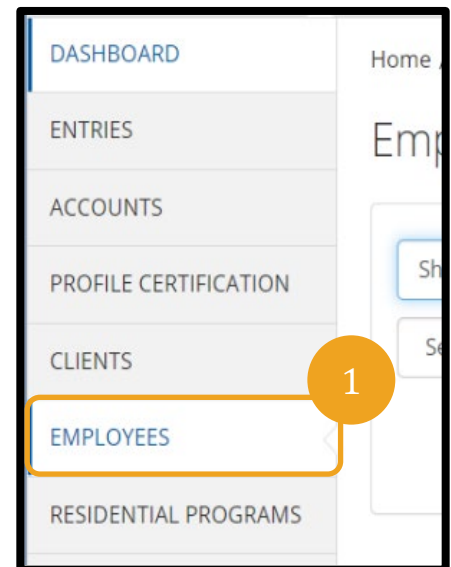 DASHBOARD
Home /
ENTRIES
Emp
ACCOUNTS
Sh
PROFILE CERTIFICATION
Se
CLIENTS
1
EMPLOYEES
RESIDENTIAL PROGRAMS